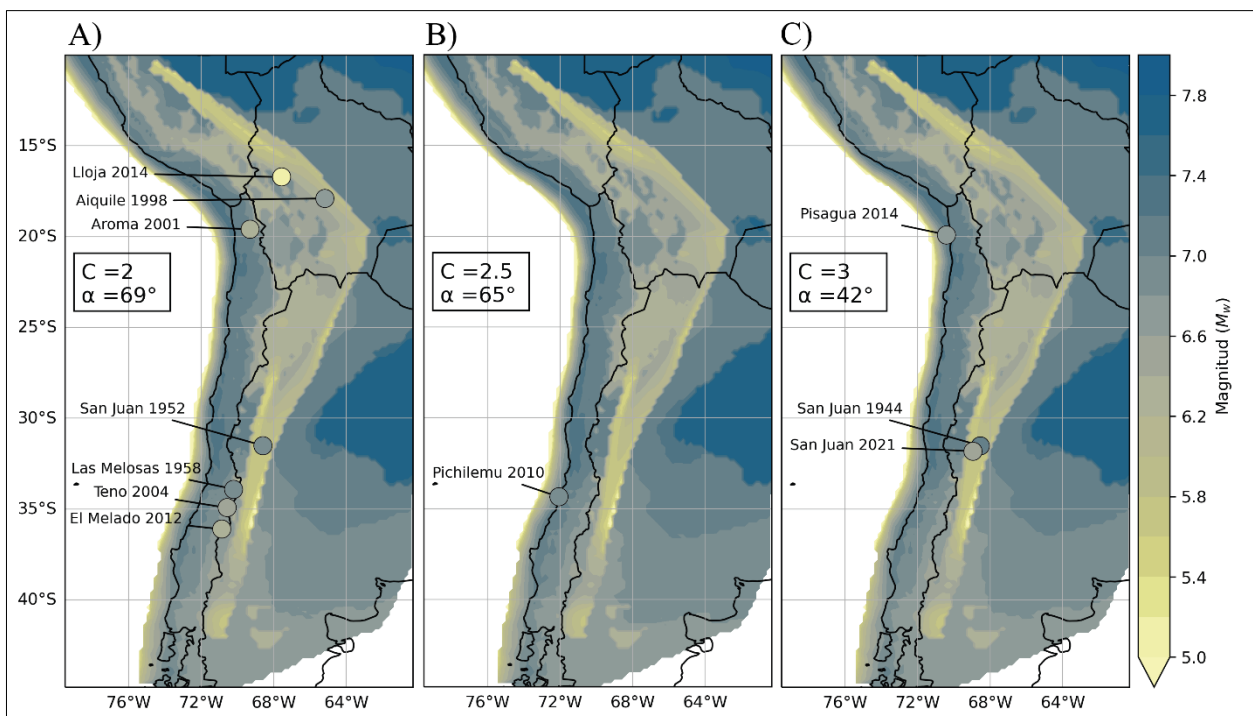 A)
B)
C)
15°S
20°S
25°S
30°S
35°S
40°S
Lloja 2014
Aiquile 1998
Aroma 2001
C =2
α =69°
San Juan 1952
Las Melosas 1958
Teno 2004
El Melado 2012
C =2.5
α =65°
Pichilemu 2010
Pisagua 2014
C =3
α =42°
San Juan 1944
San Juan 2021
76°W 72°W 68°W 64°W
76°W 72°W 68°W 64°W
76°W 72°W 68°W 64°W
7.8
7.4
7.0
6.6
6.2
5.8
5.4
5.0
Magnitud (Mw)